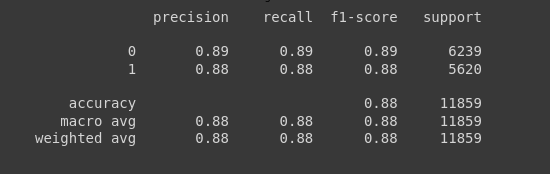 precision recall f1-score support
0 0.89 0.89 0.89 6239
1 0.88 0.88 0.88 5620
accuracy 0.88 11859
macro avg 0.88 0.88 0.88 11859
weighted avg 0.88 0.88 0.88 11859